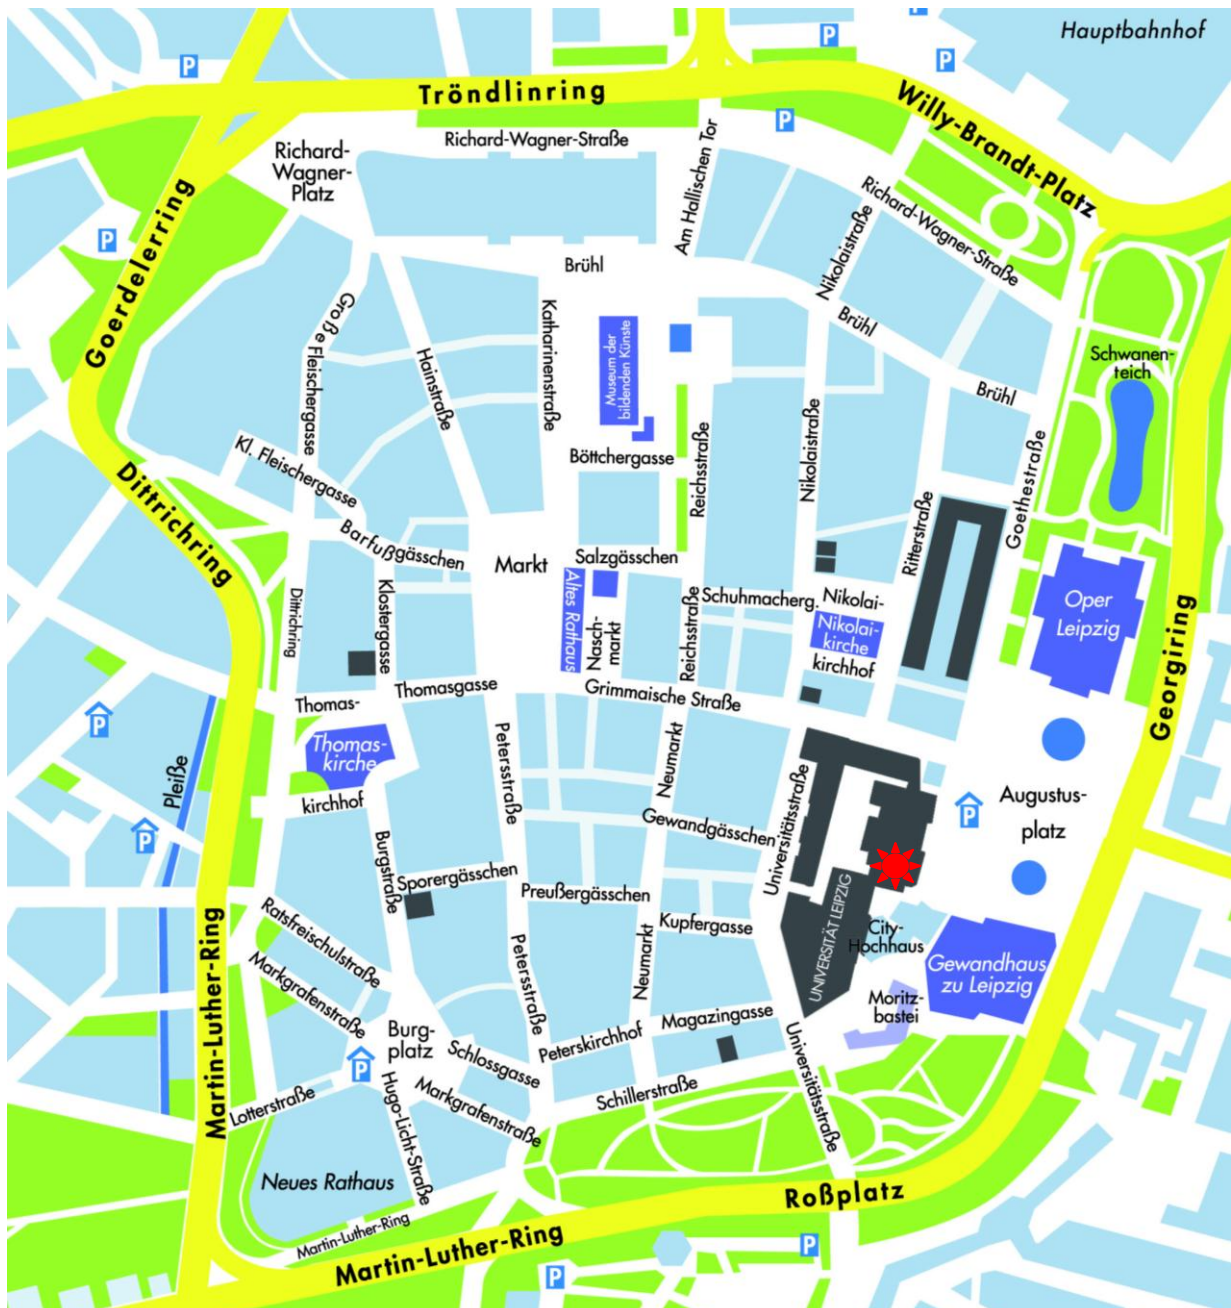 Hauptbahnhof
P
P
P
P
P
Tröndlinring
Willy-Brandt-Platz
Richard-Wagner-Straße
Richard-
Wagner-
Platz
Am Hallischen Tor
Richard-Wagner-Straße
Nikolaistraße
P
Goerdelerring
Brühl
Brühl
Brühl
Große Fleischergasse
Hainstraße
Katharinenstraße
Museum der
bildenden Künste
Schwanen-
teich
Nikolaistraße
Goethestraße
Kl. Fleischergasse
Böttchergasse
Reichsstraße
Dittrichring
Barfußgässchen
Markt
Salzgässchen
Ritterstraße
Altes Rathaus
Nasch-
markt
Schuhmacherg.
Nikolai-
Nikolai-
kirche
kirchhof
Oper
Leipzig
Georgiring
Dittrichring
Klostergasse
Reichsstraße
Thomas-
Thomasgasse
Grimmaische Straße
P
Thomas-
kirche
kirchhof
Pleiße
P
Petersstraße
Neumarkt
Universitätsstraße
Gewandgässchen
P
Augustus-
platz
Burgstraße
Sporergässchen
Preußergässchen
Kupfergasse
UNIVERSITÄT LEIPZIG
City-
Hochhaus
Gewandhaus
zu Leipzig
Moritz-
bastei
Ratsfreischulstraße
Markgrafenstraße
Martin-Luther-Ring
Petersstraße
Neumarkt
Burg-
platz
P
Schlossgasse
Peterskirchhof
Magazingasse
Universitätsstraße
Schillerstraße
Lotterstraße
Hugo-Licht-Straße
Markgrafenstraße
Neues Rathaus
Martin-Luther-Ring
Martin-Luther-Ring
Roßplatz
P
P